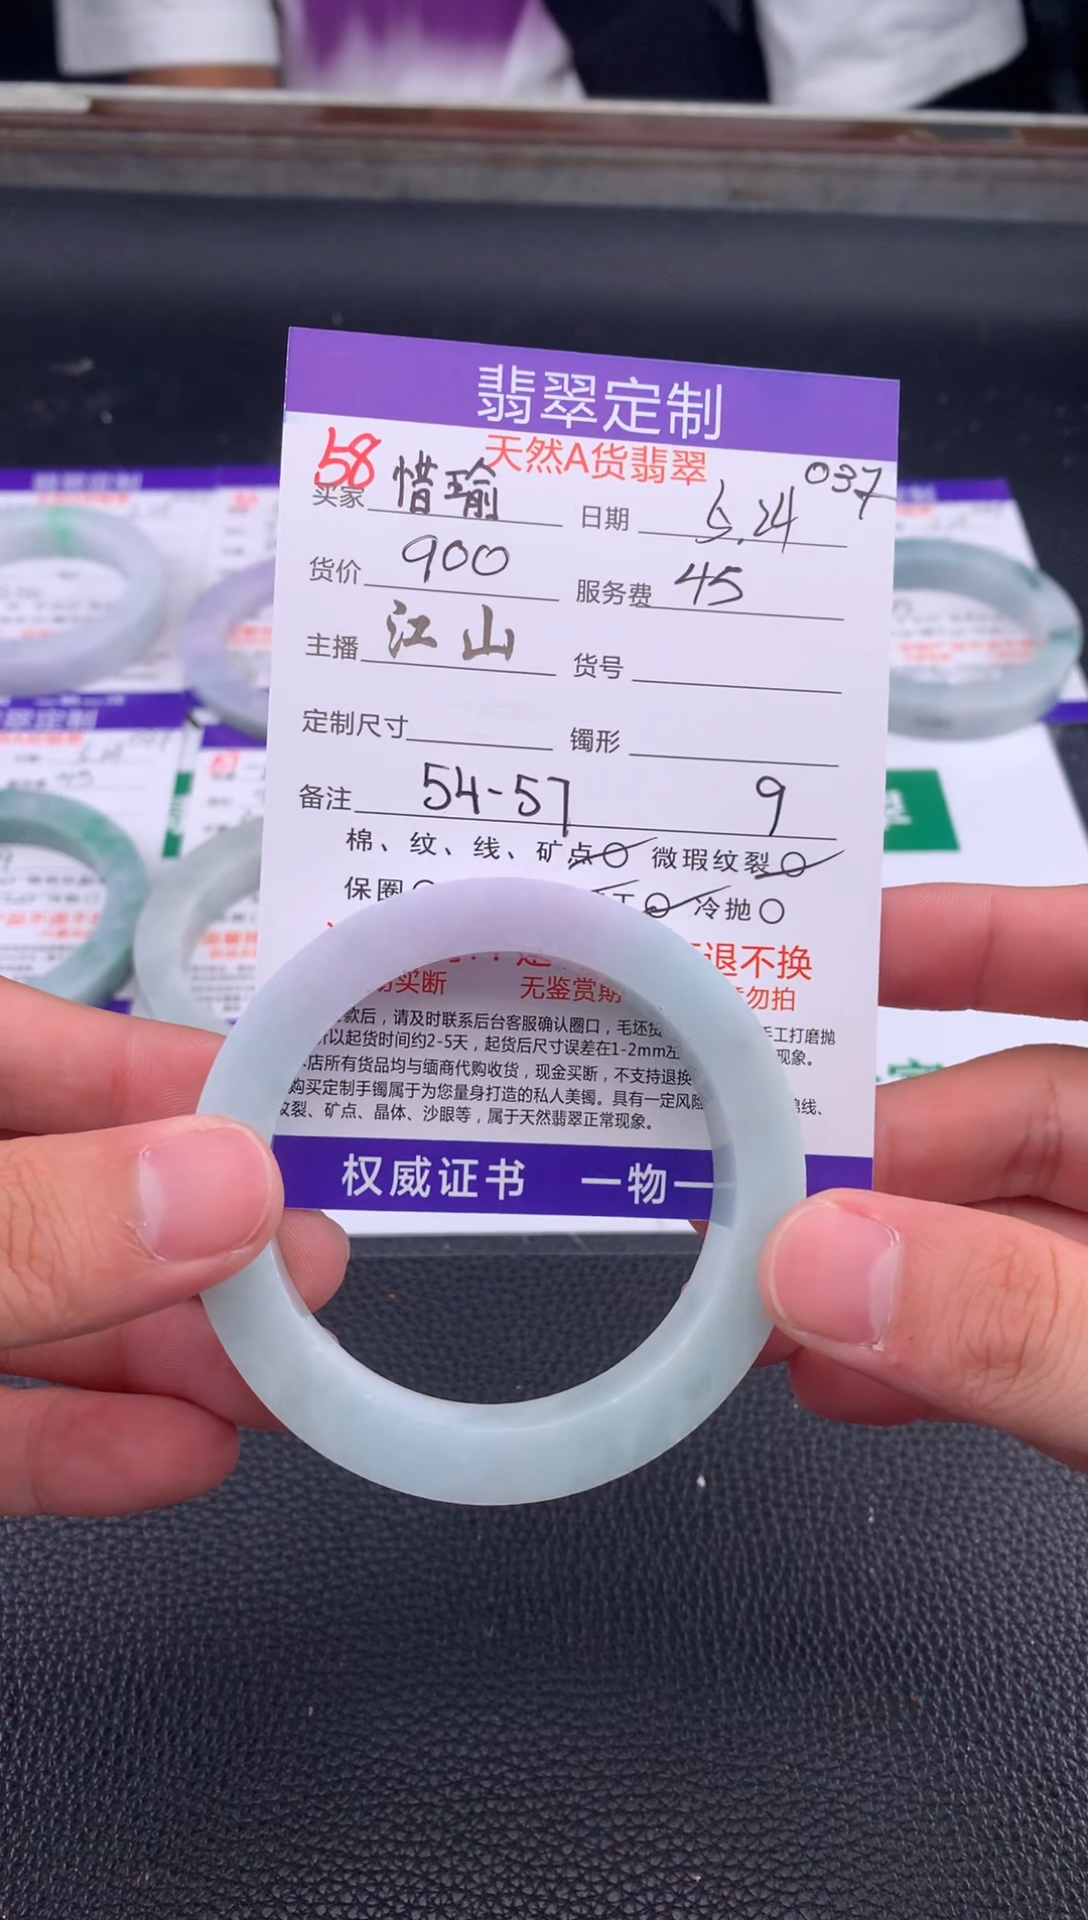 翡翠定制
天然A货翡翠
037
58
买家 惜瑜 日期 5.24
货价 900 服务费 45
主播 江山 货号
定制尺寸 镯形
备注 54-57 9
棉、纹、线、矿点 微瑕纹裂
保圈 工 冷抛
退不换
买断 无鉴赏期 勿拍
款后，请及时联系后台客服确认圈口，毛坯 手工打磨抛
以起货时间约2-5天，起货后尺寸误差在1-2mm左 现象。
店所有货品均与缅商代购收货，现金买断，不支持退换
购买定制手镯属于为您量身打造的私人美镯。具有一定风险 棉线、
纹裂、矿点、晶体、沙眼等，属于天然翡翠正常现象。
权威证书 一物一